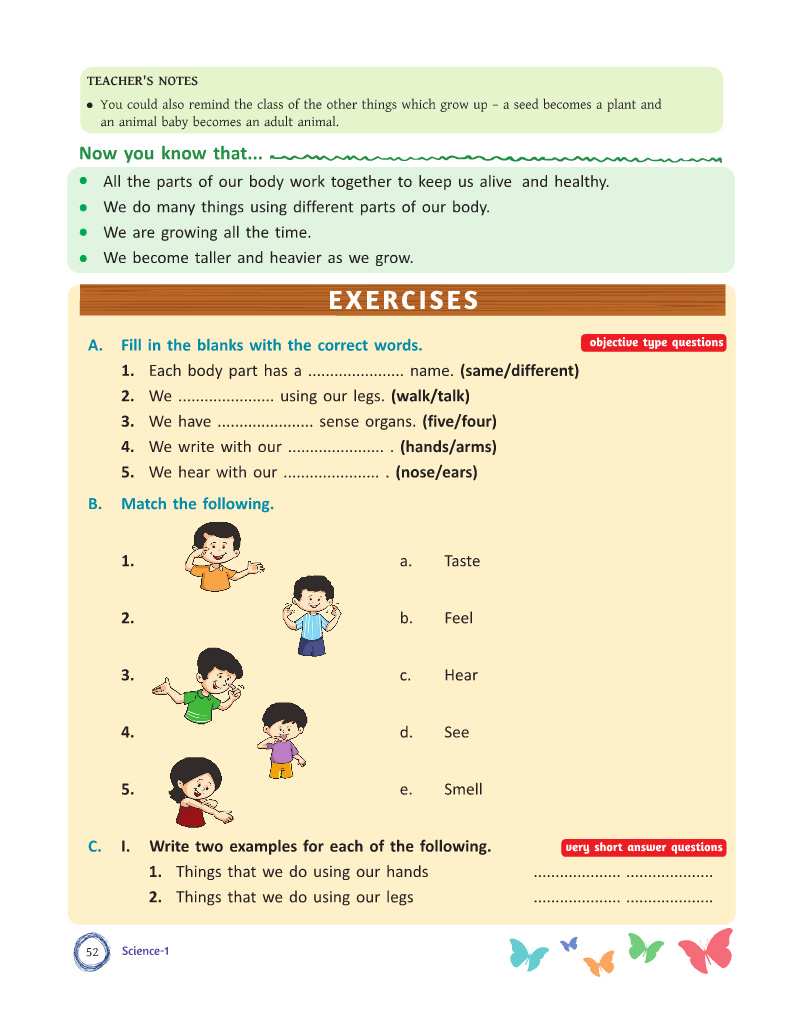 TEACHER'S NOTES
• You could also remind the class of the other things which grow up – a seed becomes a plant and
an animal baby becomes an adult animal.
Now you know that...
• All the parts of our body work together to keep us alive and healthy.
• We do many things using different parts of our body.
• We are growing all the time.
• We become taller and heavier as we grow.
EXERCISES
A. Fill in the blanks with the correct words. objective type questions
1. Each body part has a ...................... name. (same/different)
2. We ...................... using our legs. (walk/talk)
3. We have ...................... sense organs. (five/four)
4. We write with our ...................... . (hands/arms)
5. We hear with our ...................... . (nose/ears)
B. Match the following.
1. a. Taste
2. b. Feel
3. c. Hear
4. d. See
5. e. Smell
C. I. Write two examples for each of the following. very short answer questions
1. Things that we do using our hands .................... ....................
2. Things that we do using our legs .................... ....................
52 Science-1